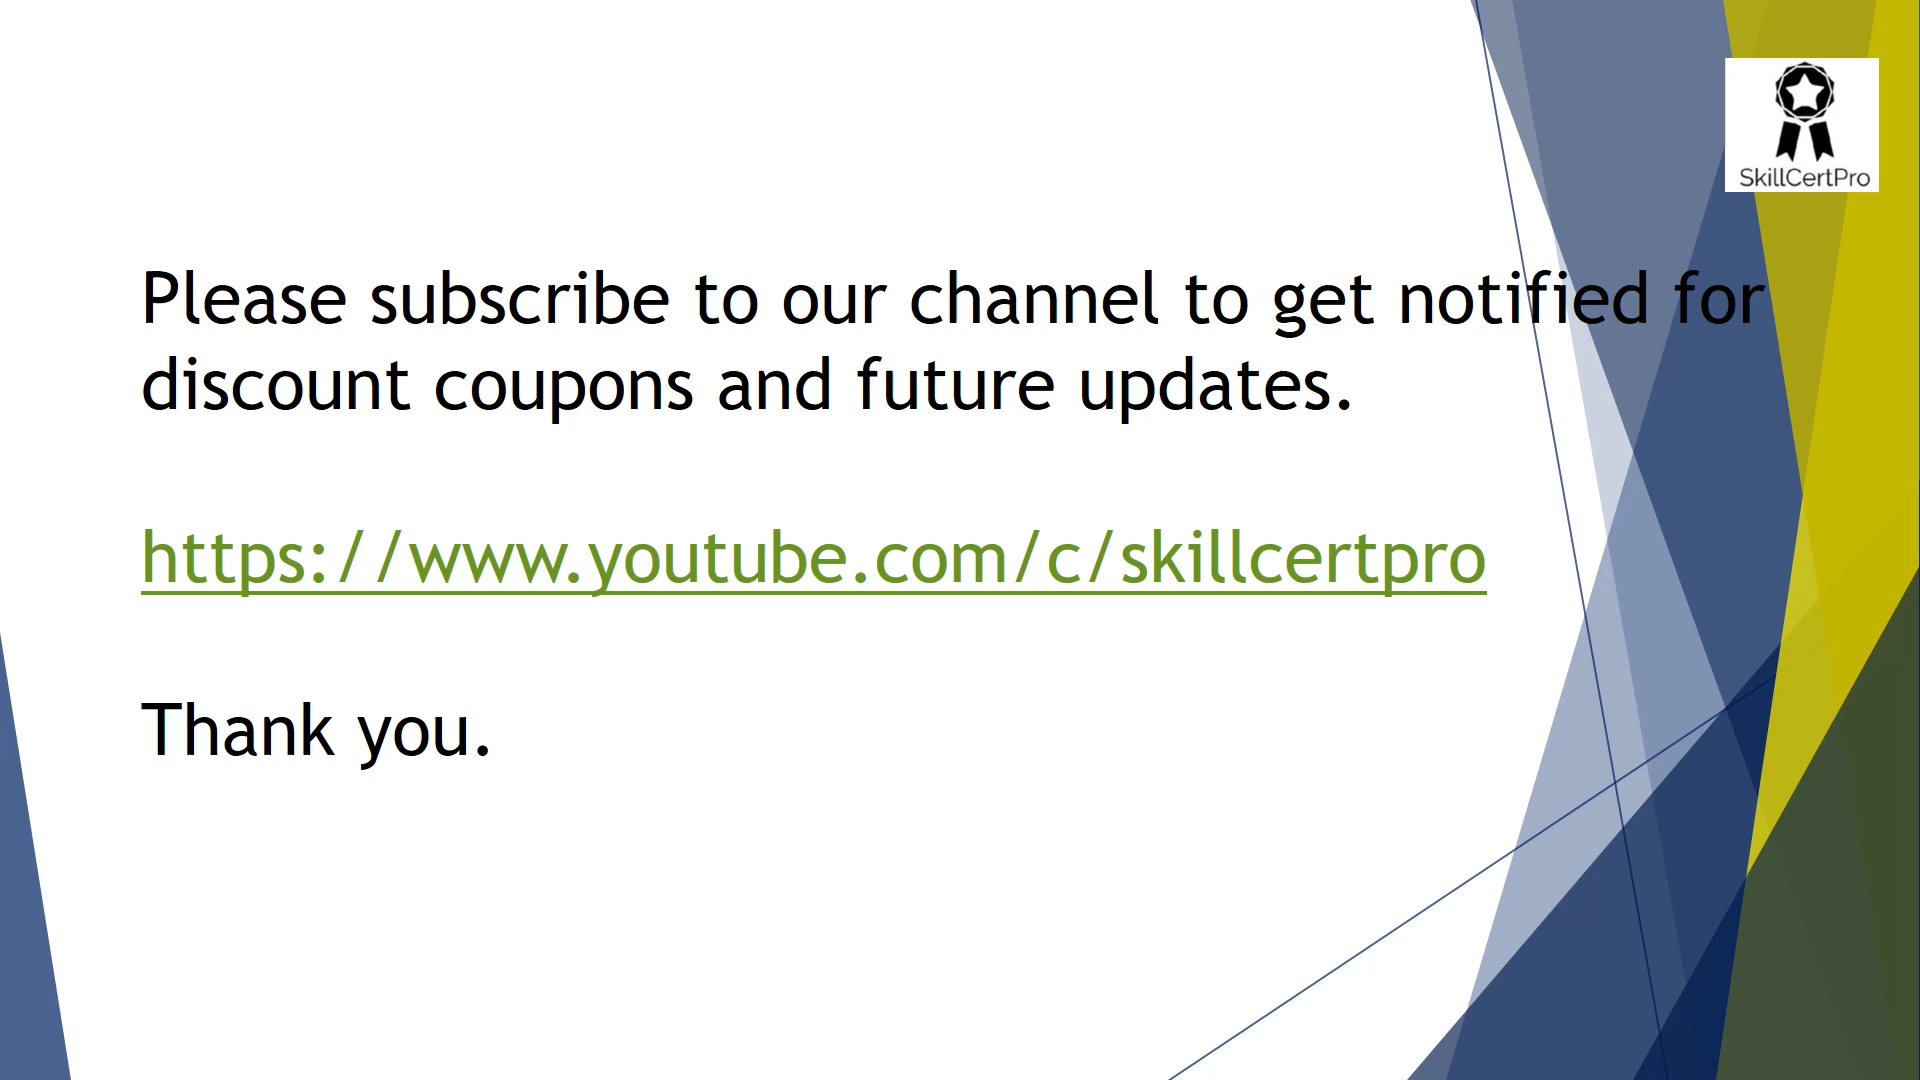 SkillCertPro
Please subscribe to our channel to get notified for
discount coupons and future updates.
https://www.youtube.com/c/skillcertpro
Thank you.